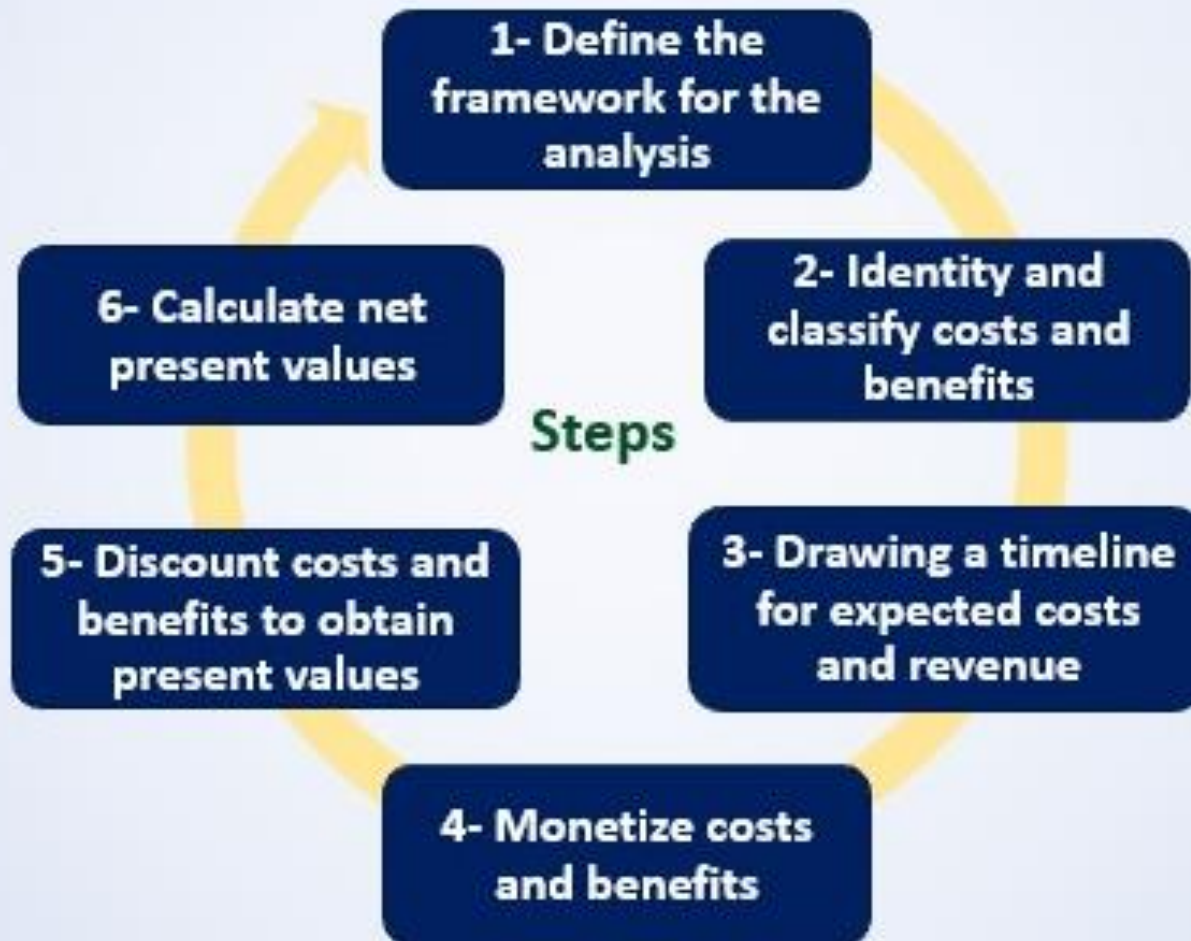 1- Define the
framework for the
analysis
2- Identity and
classify costs and
benefits
3- Drawing a timeline
for expected costs
and revenue
4- Monetize costs
and benefits
5- Discount costs and
benefits to obtain
present values
6- Calculate net
present values
Steps